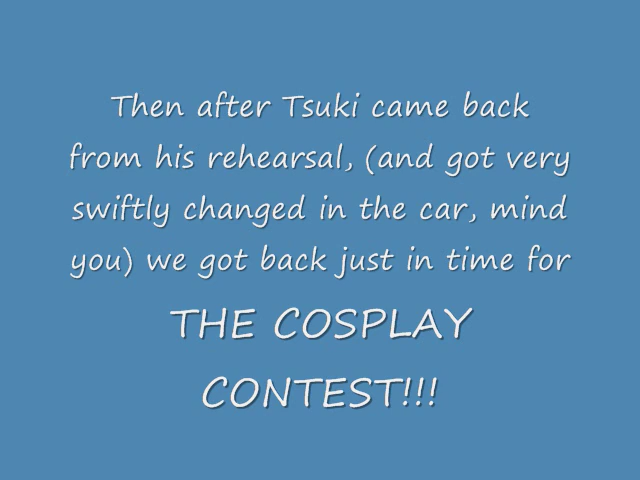 Then after Tsuki came back
from his rehearsal, (and got very
swiftly changed in the car, mind
you) we got back just in time for
THE COSPLAY
CONTEST!!!